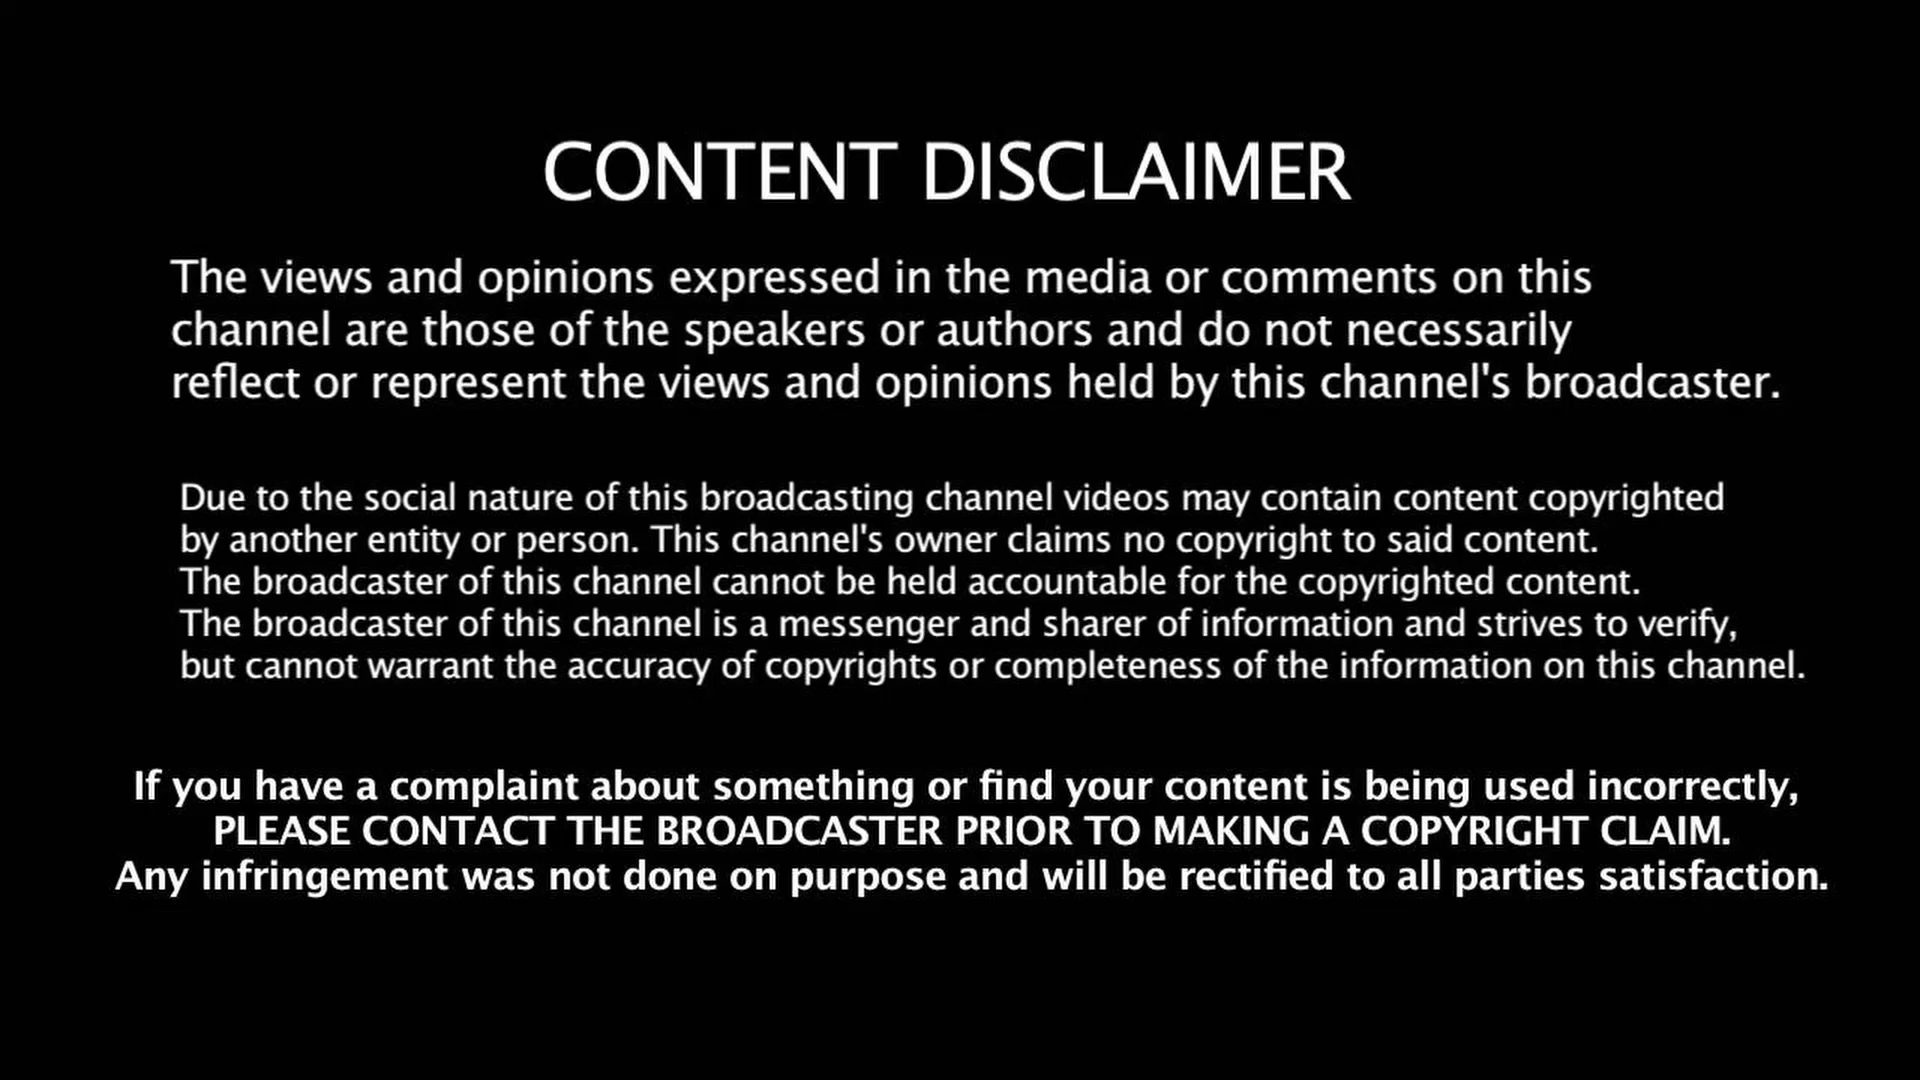 CONTENT DISCLAIMER
The views and opinions expressed in the media or comments on this
channel are those of the speakers or authors and do not necessarily
reflect or represent the views and opinions held by this channel's broadcaster.
Due to the social nature of this broadcasting channel videos may contain content copyrighted
by another entity or person. This channel's owner claims no copyright to said content.
The broadcaster of this channel cannot be held accountable for the copyrighted content.
The broadcaster of this channel is a messenger and sharer of information and strives to verify,
but cannot warrant the accuracy of copyrights or completeness of the information on this channel.
If you have a complaint about something or find your content is being used incorrectly,
PLEASE CONTACT THE BROADCASTER PRIOR TO MAKING A COPYRIGHT CLAIM.
Any infringement was not done on purpose and will be rectified to all parties satisfaction.